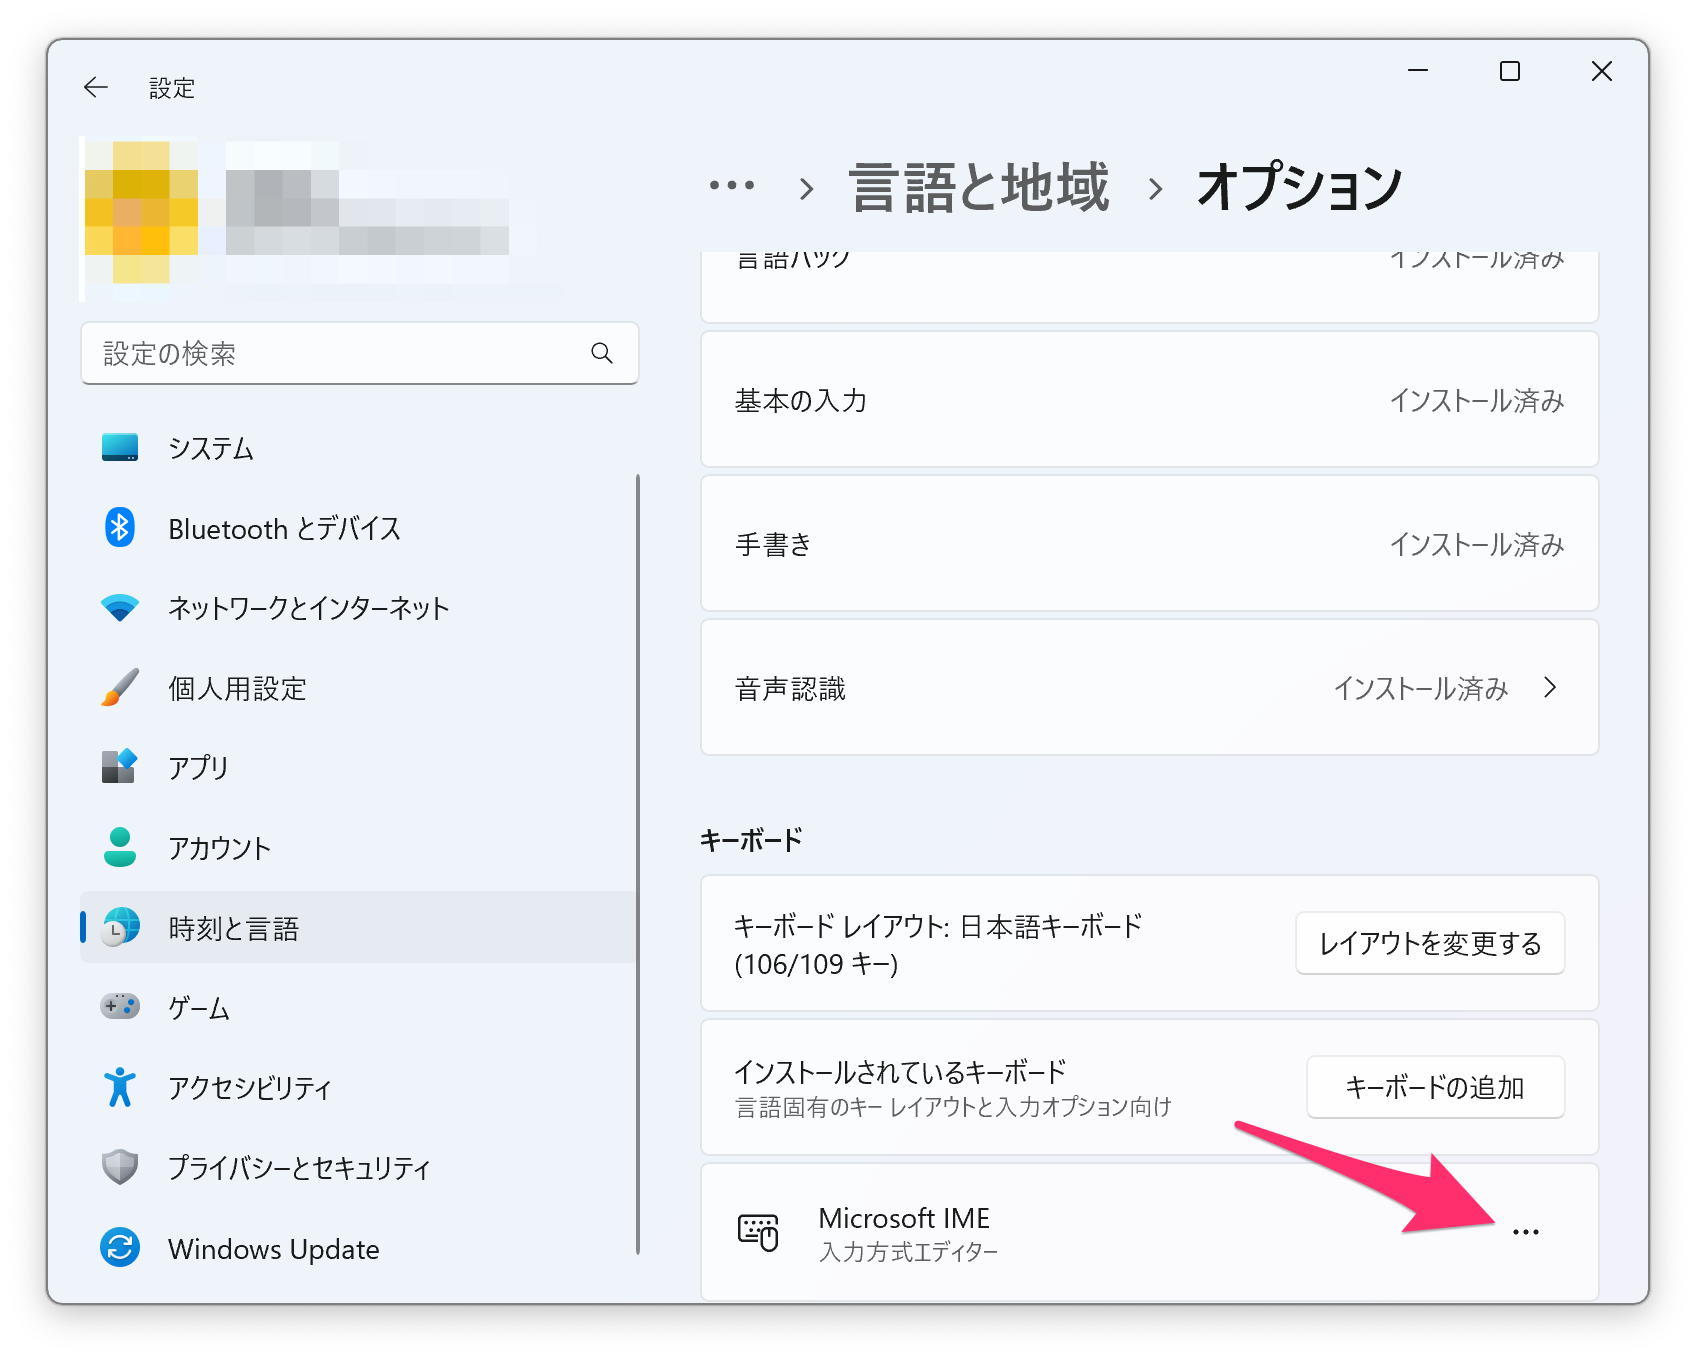 設定
… › 言語と地域 › オプション
設定の検索
システム
Bluetooth とデバイス
ネットワークとインターネット
個人用設定
アプリ
アカウント
時刻と言語
ゲーム
アクセシビリティ
プライバシーとセキュリティ
Windows Update
言語パック インストール済み
基本の入力 インストール済み
手書き インストール済み
音声認識 インストール済み
キーボード
キーボード レイアウト: 日本語キーボード
(106/109 キー)
レイアウトを変更する
インストールされているキーボード
言語固有のキー レイアウトと入力オプション向け
キーボードの追加
Microsoft IME
入力方式エディター